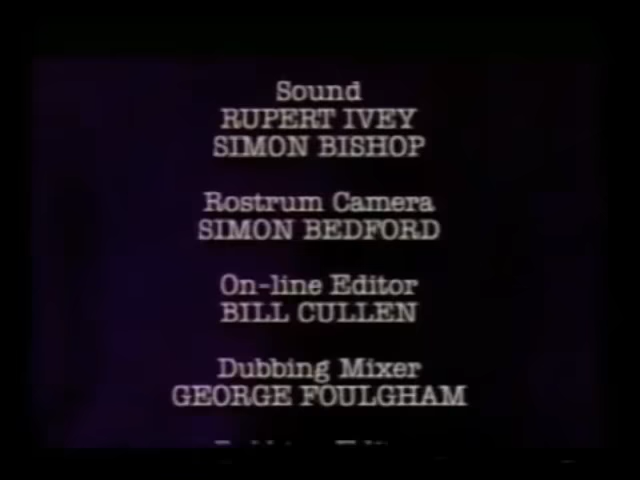 Sound
RUPERT IVEY
SIMON BISHOP
Rostrum Camera
SIMON BEDFORD
On-line Editor
BILL CULLEN
Dubbing Mixer
GEORGE FOULGHAM